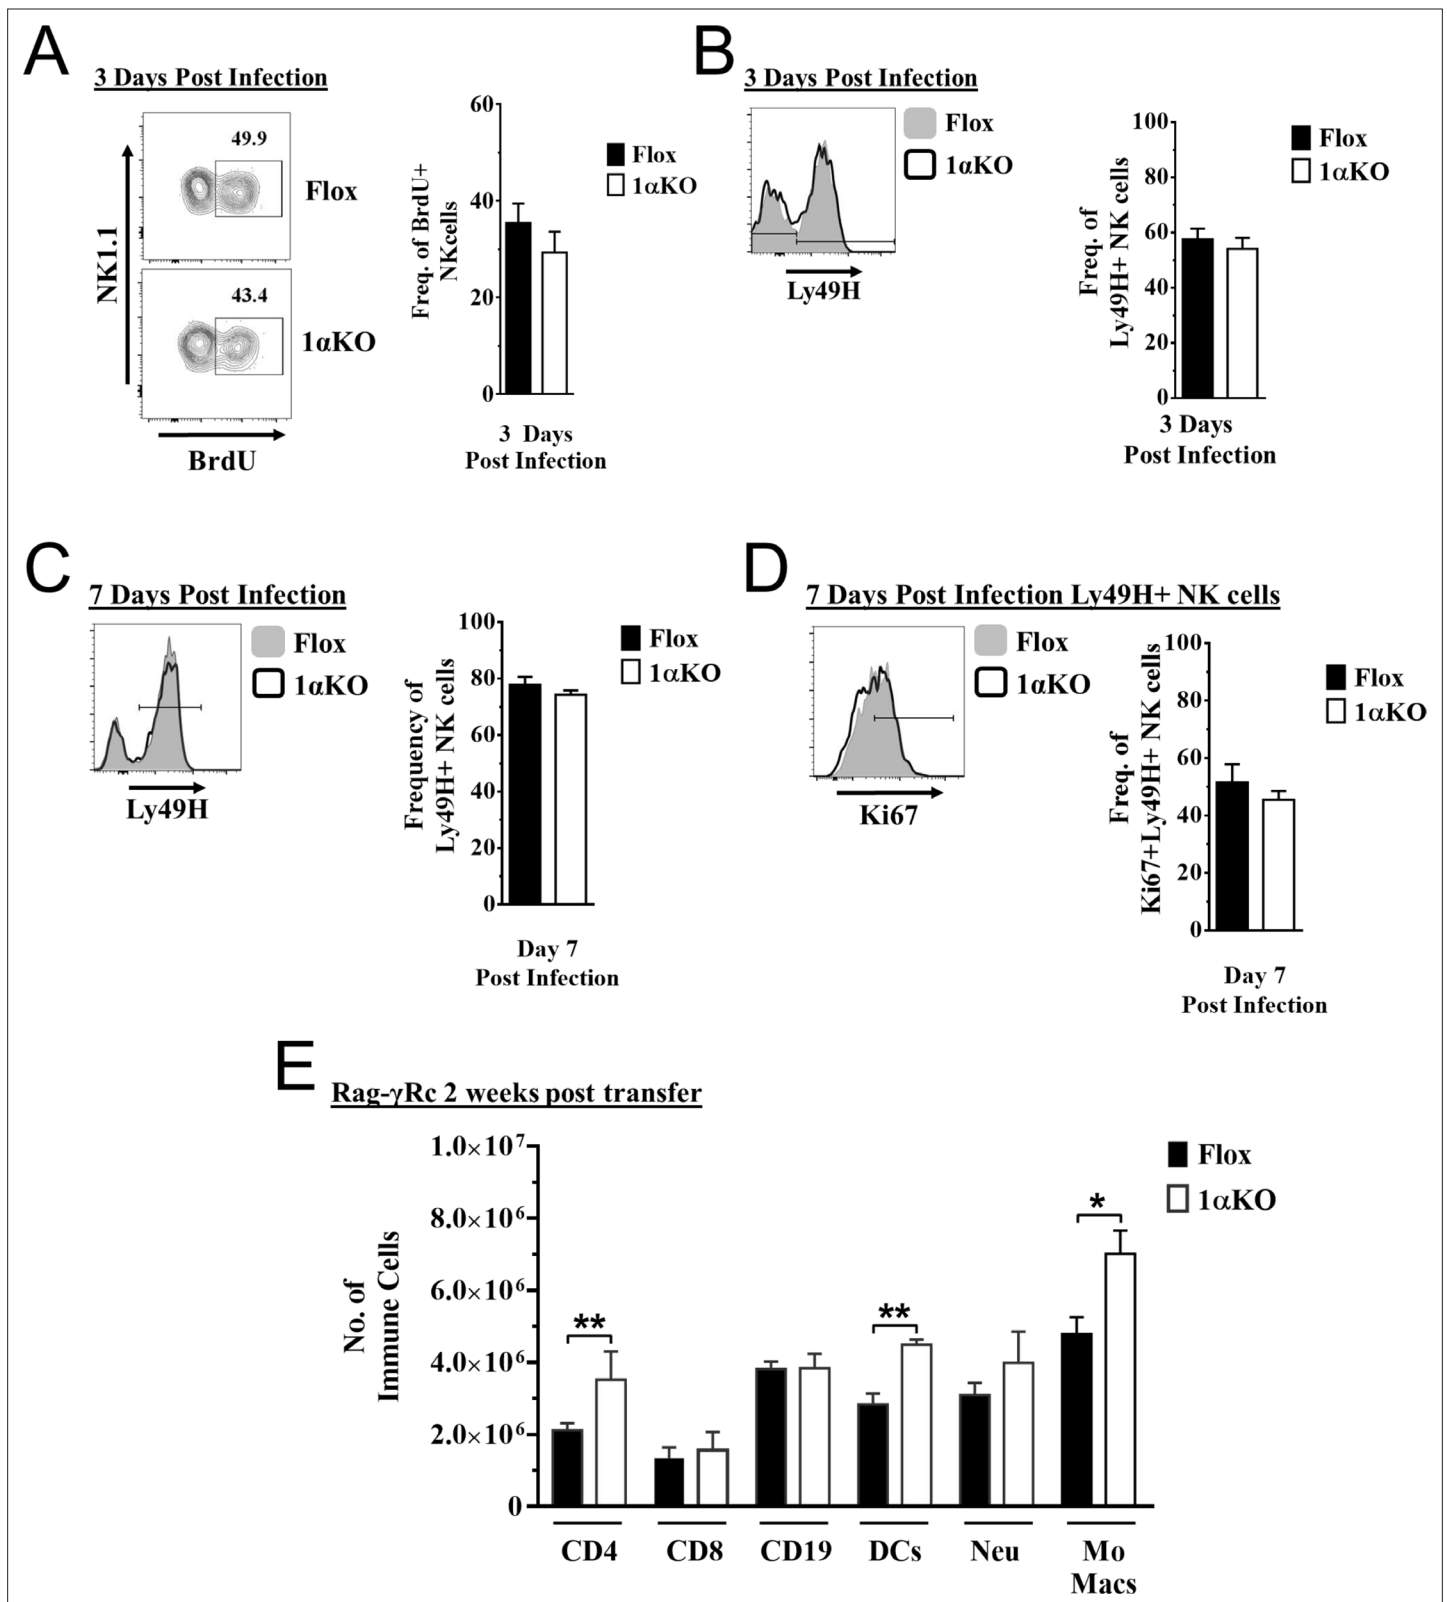 A
3 Days Post Infection
49.9
Flox
43.4
1αKO
NK1.1
BrdU
60
40
20
0
Freq. of BrdU+
NKcells
Flox
1αKO
3 Days
Post Infection
B
3 Days Post Infection
Flox
1αKO
Ly49H
100
80
60
40
20
0
Freq. of
Ly49H+ NK cells
Flox
1αKO
3 Days
Post Infection
C
7 Days Post Infection
Flox
1αKO
Ly49H
100
80
60
40
20
0
Frequency of
Ly49H+ NK cells
Flox
1αKO
Day 7
Post Infection
D
7 Days Post Infection Ly49H+ NK cells
Flox
1αKO
Ki67
100
80
60
40
20
0
Freq. of
Ki67+Ly49H+ NK cells
Flox
1αKO
Day 7
Post Infection
E
Rag-γRc 2 weeks post transfer
1.0×10⁷
8.0×10⁶
6.0×10⁶
4.0×10⁶
2.0×10⁶
0
No. of
Immune Cells
**
**
*
Flox
1αKO
CD4 CD8 CD19 DCs Neu Mo
Macs